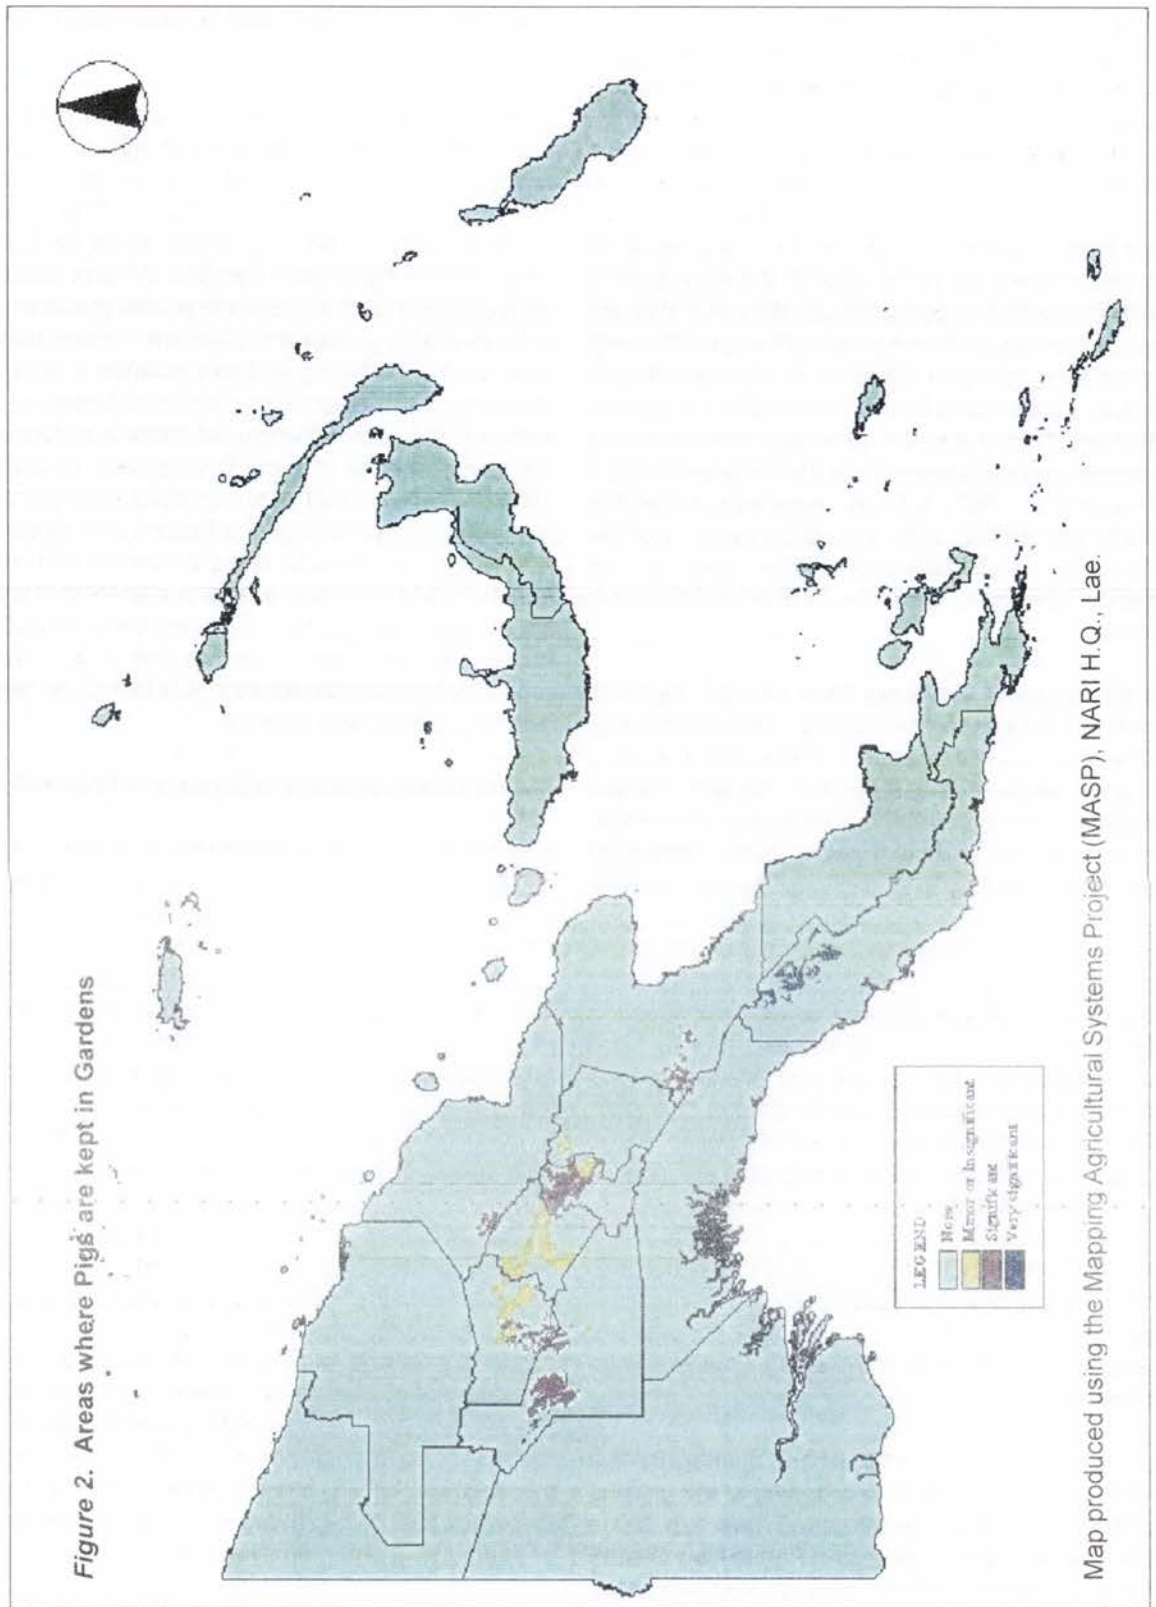 Figure 2. Areas where Pigs are kept in Gardens
LEGEND
None
Minor or Insignificant
Significant
Very significant
Map produced using the Mapping Agricultural Systems Project (MASP), NARI H.Q., Lae.